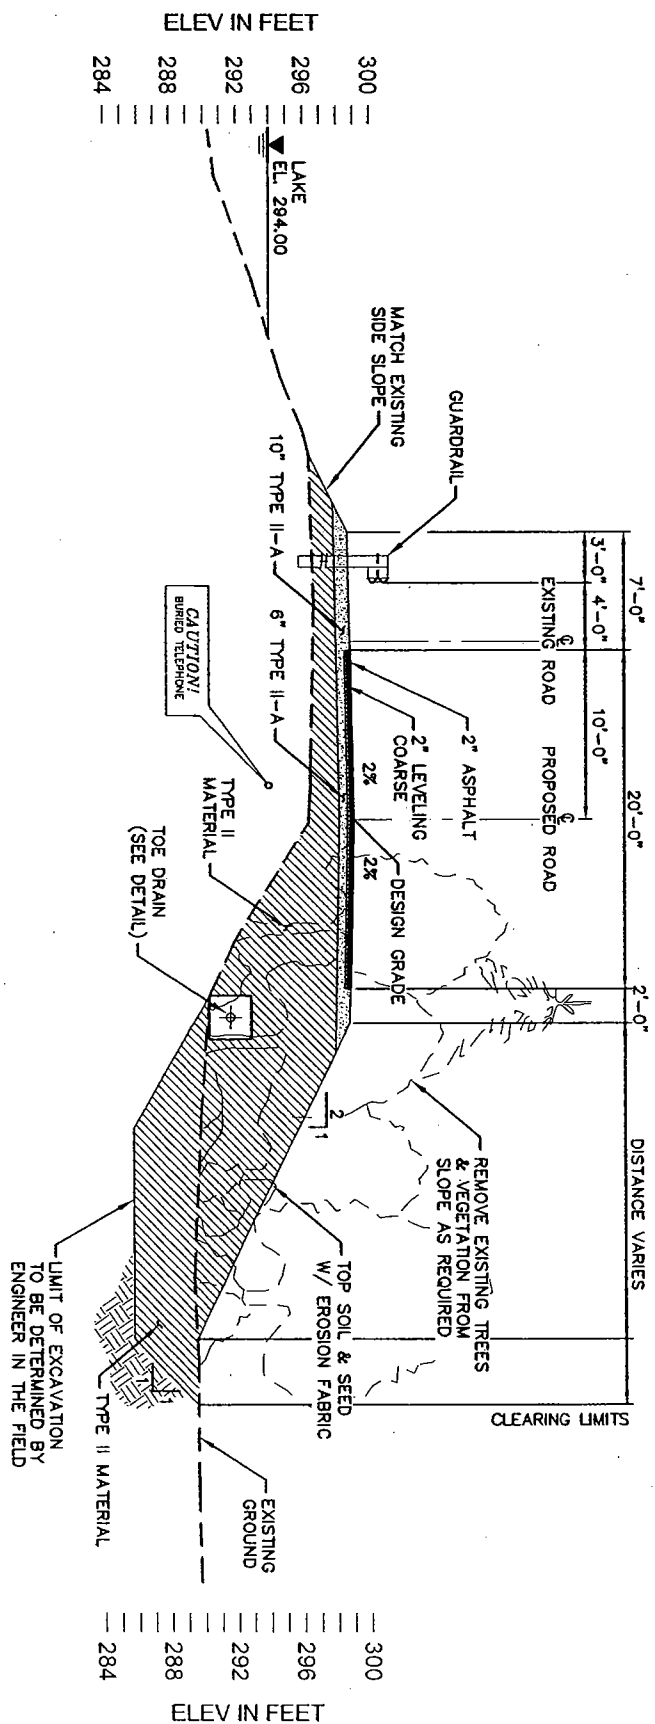 ELEV IN FEET
300
296
292
288
284
LAKE
EL. 294.00
MATCH EXISTING
SIDE SLOPE
GUARDRAIL
10" TYPE II-A
6" TYPE II-A
CAUTION!
BURIED TELEPHONE
3'-0"
4'-0"
7'-0"
℄
EXISTING ROAD
10'-0"
20'-0"
℄
PROPOSED ROAD
2" ASPHALT
2" LEVELING
COARSE
2%
2%
DESIGN GRADE
TYPE II
MATERIAL
TOE DRAIN
(SEE DETAIL)
2'-0"
DISTANCE VARIES
2
1
REMOVE EXISTING TREES
& VEGETATION FROM
SLOPE AS REQUIRED
TOP SOIL & SEED
W/ EROSION FABRIC
CLEARING LIMITS
LIMIT OF EXCAVATION
TO BE DETERMINED BY
ENGINEER IN THE FIELD
1
1
TYPE II MATERIAL
EXISTING
GROUND
300
296
292
288
284
ELEV IN FEET